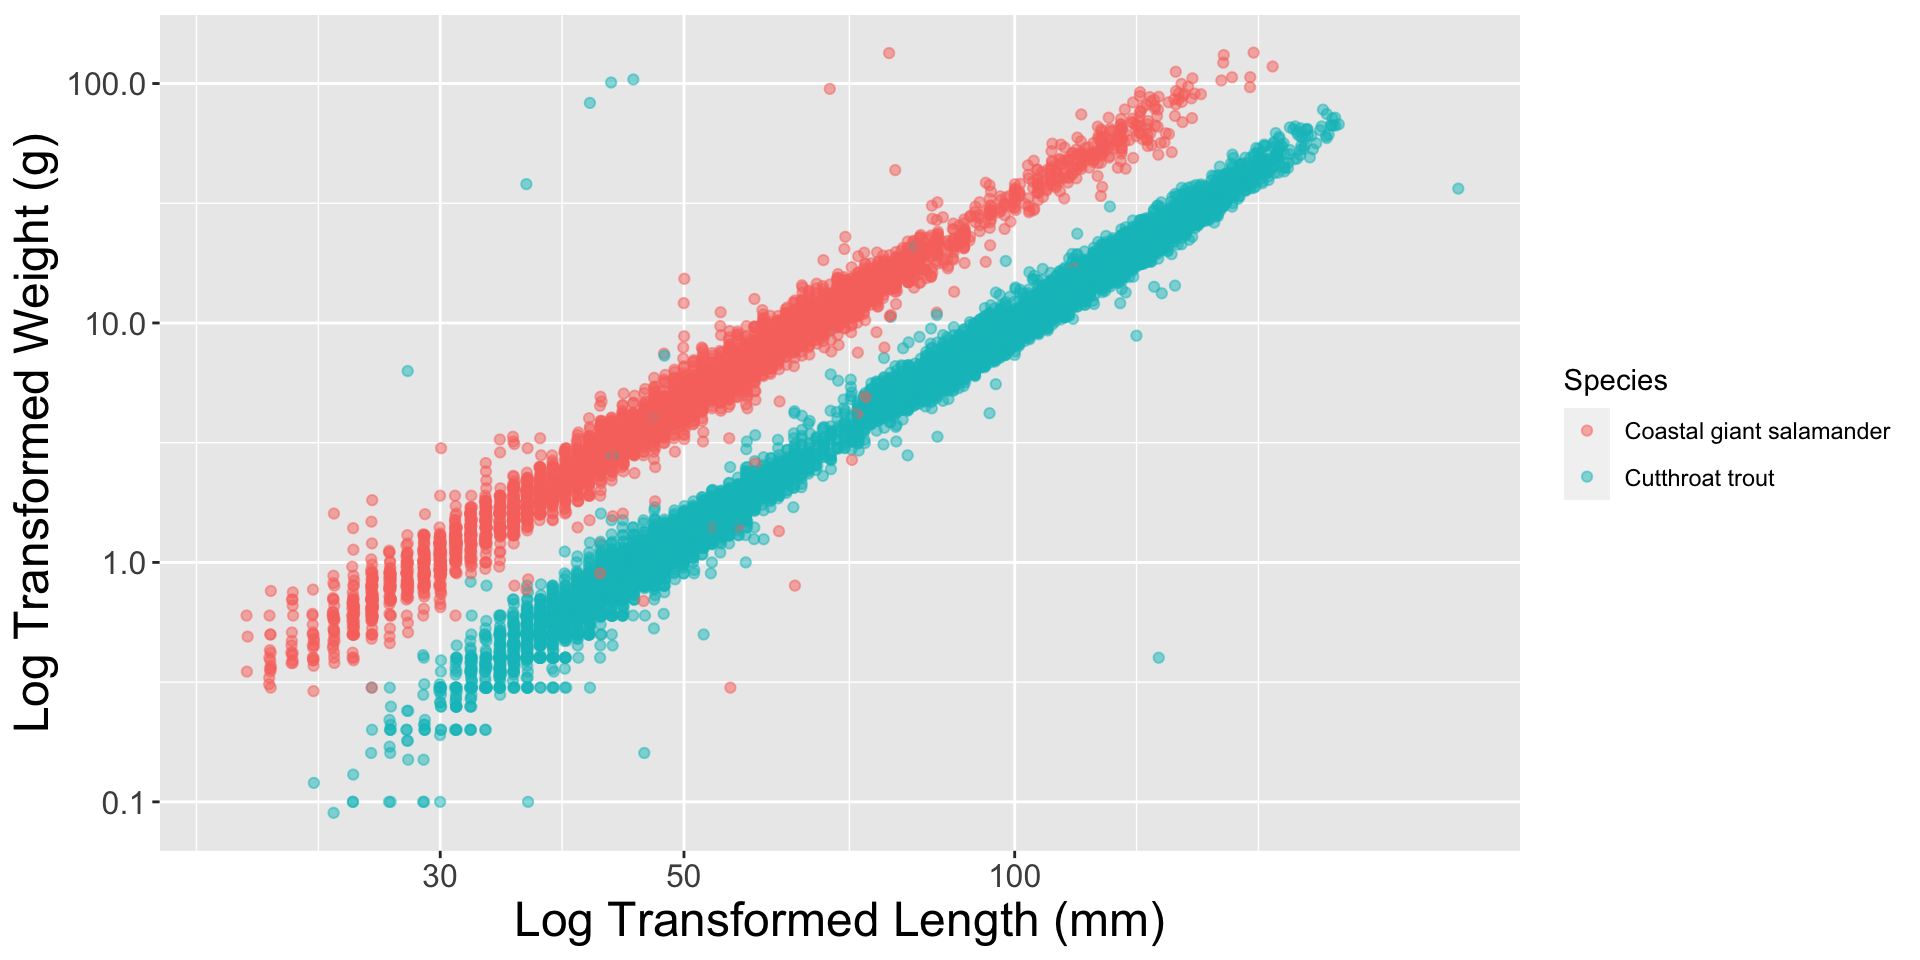 Log Transformed Weight (g)
100.0
10.0
1.0
0.1
30 50 100
Log Transformed Length (mm)
Species
Coastal giant salamander
Cutthroat trout